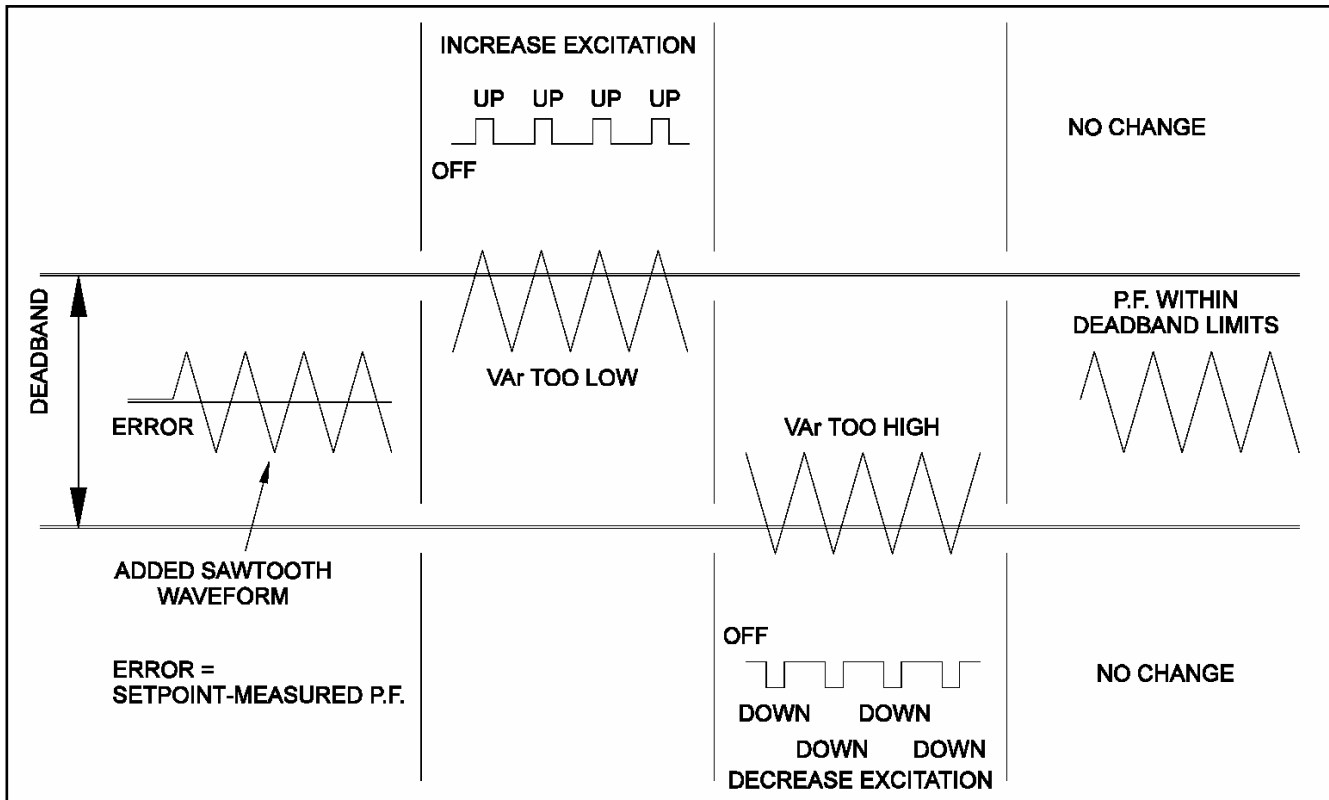 INCREASE EXCITATION
UP UP UP UP
OFF
NO CHANGE
DEADBAND
ERROR
ADDED SAWTOOTH
WAVEFORM
ERROR =
SETPOINT-MEASURED P.F.
VAr TOO LOW
VAr TOO HIGH
OFF
DOWN DOWN
DOWN DOWN
DECREASE EXCITATION
P.F. WITHIN
DEADBAND LIMITS
NO CHANGE